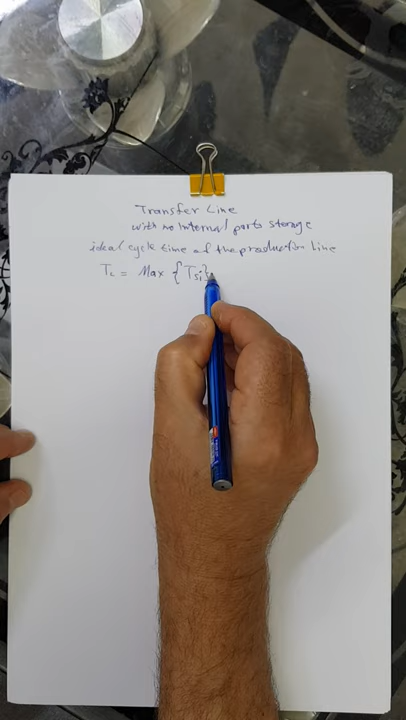 Transfer Line
with no Internal parts storage
ideal cycle time of the production line
Tc = Max {Tsi}